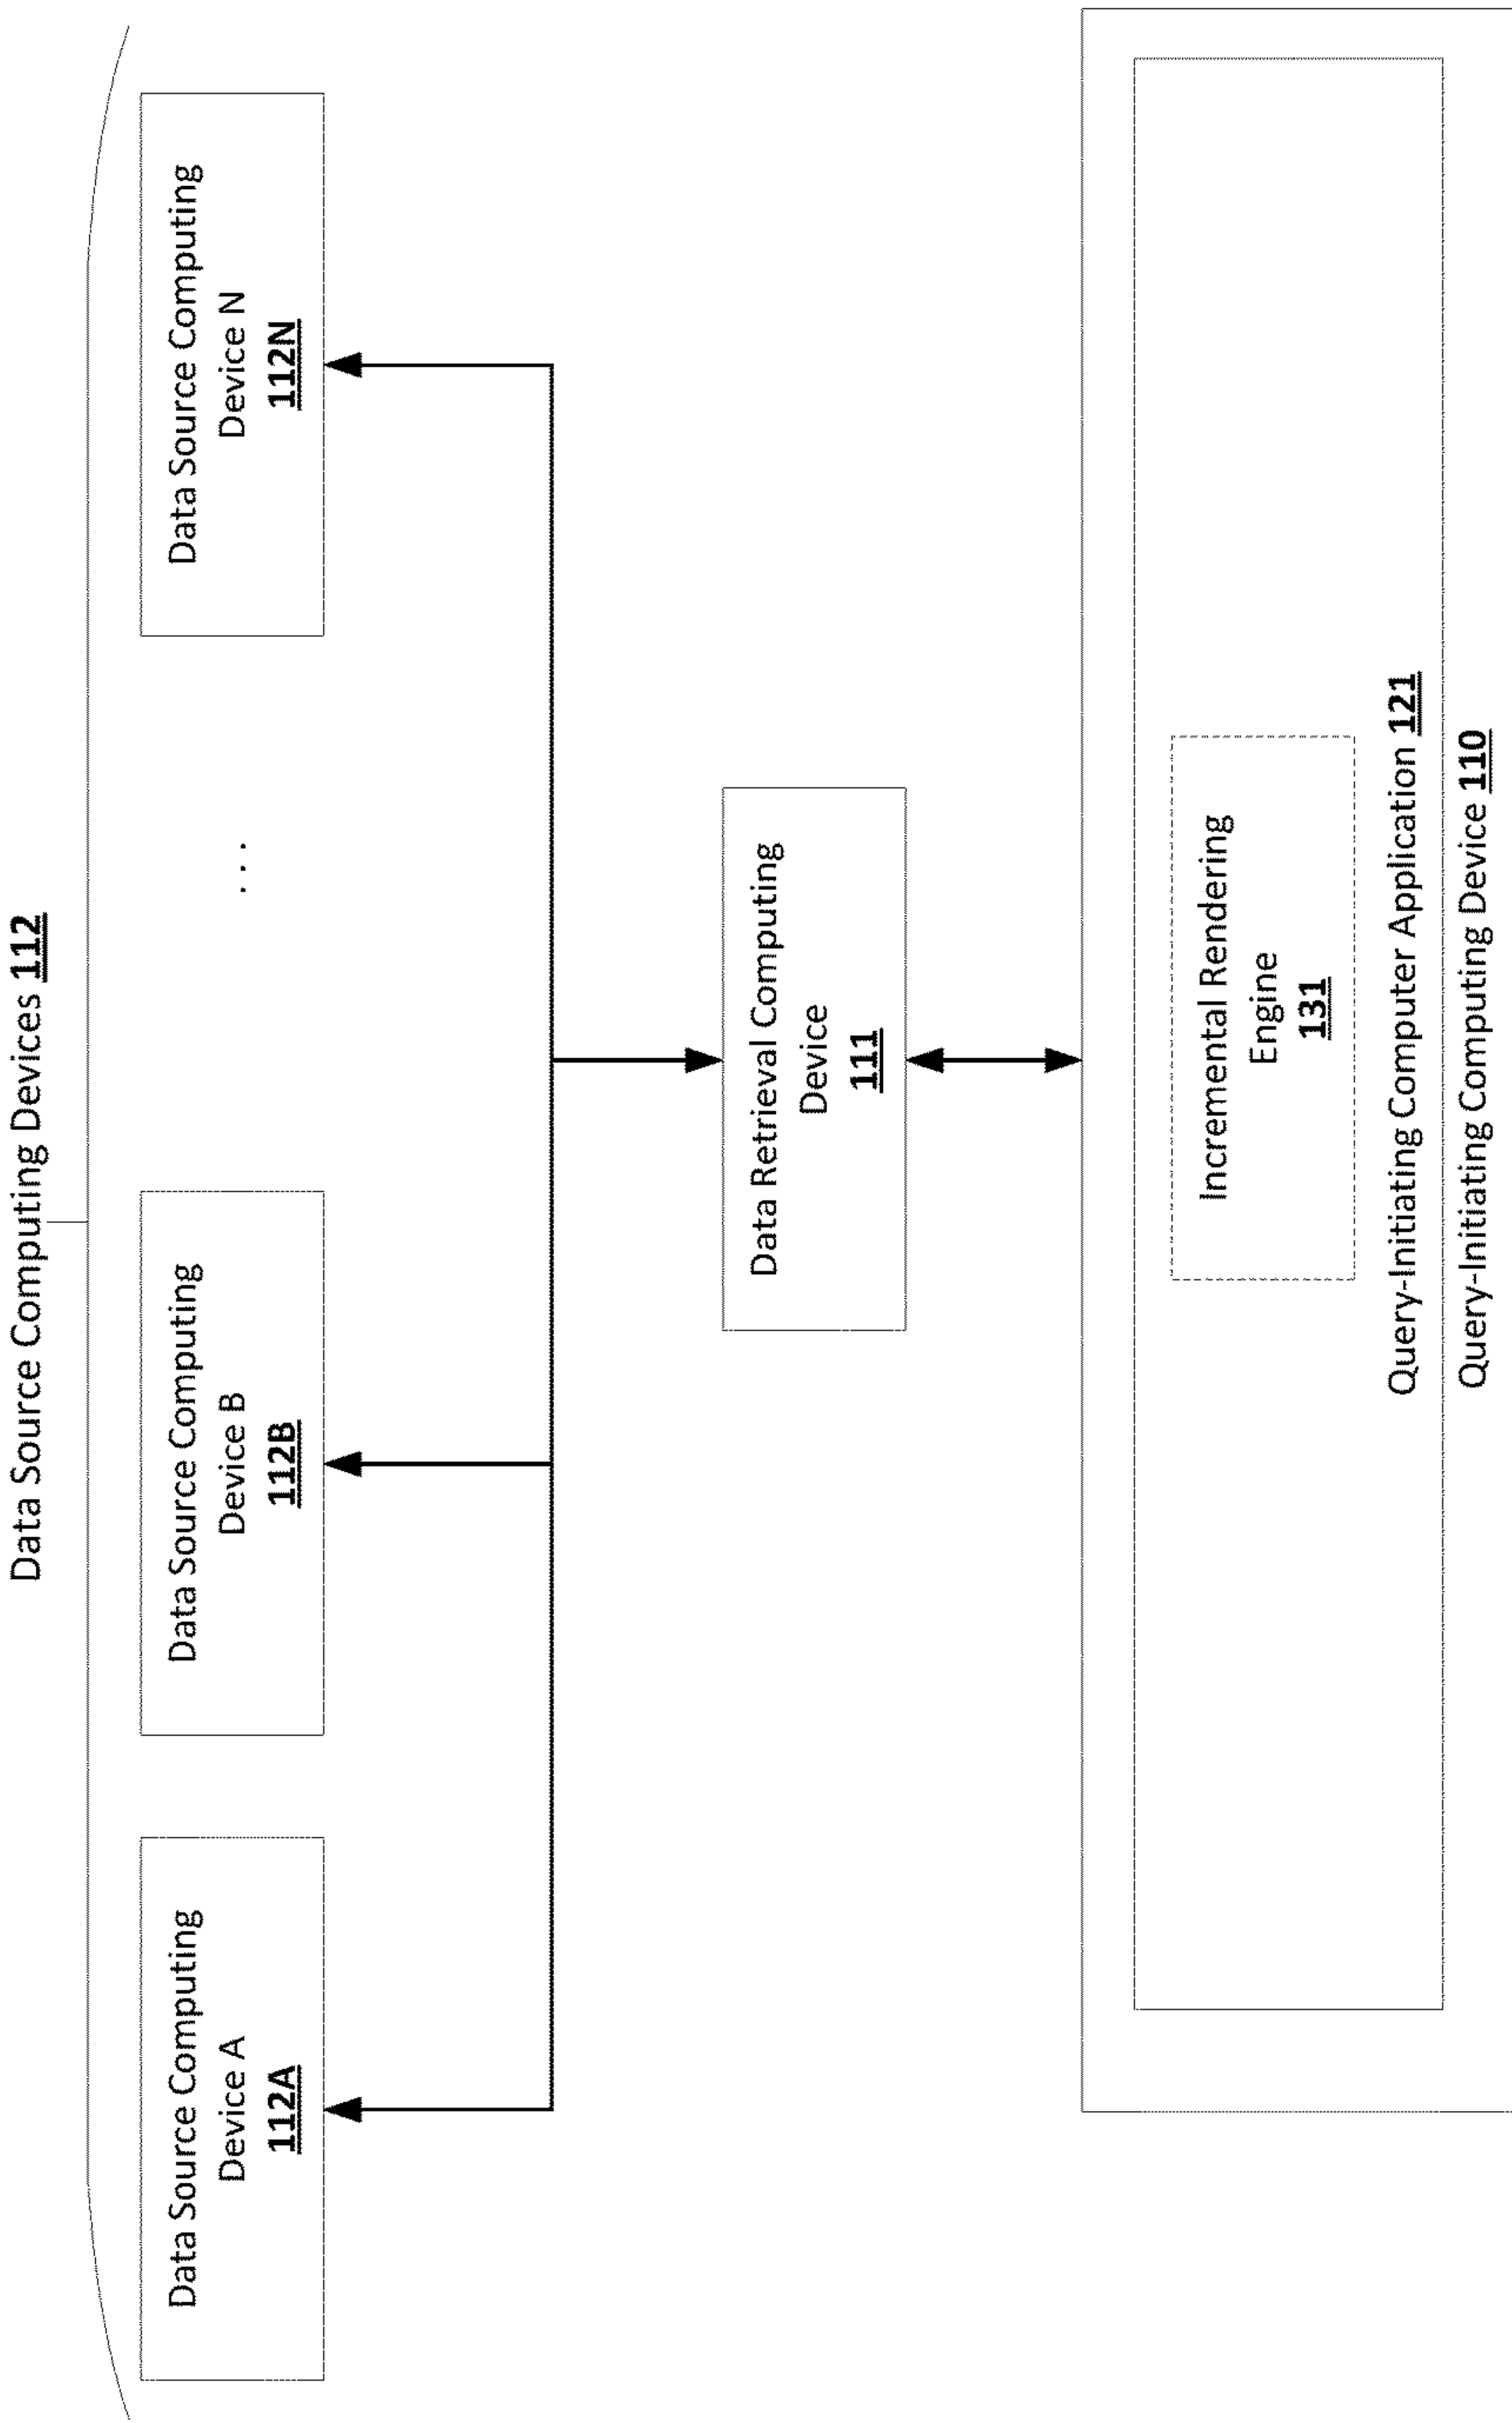 Data Source Computing Devices 112
Data Source Computing
Device A
112A
Data Source Computing
Device B
112B
. . .
Data Source Computing
Device N
112N
Data Retrieval Computing
Device
111
Incremental Rendering
Engine
131
Query-Initiating Computer Application 121
Query-Initiating Computing Device 110